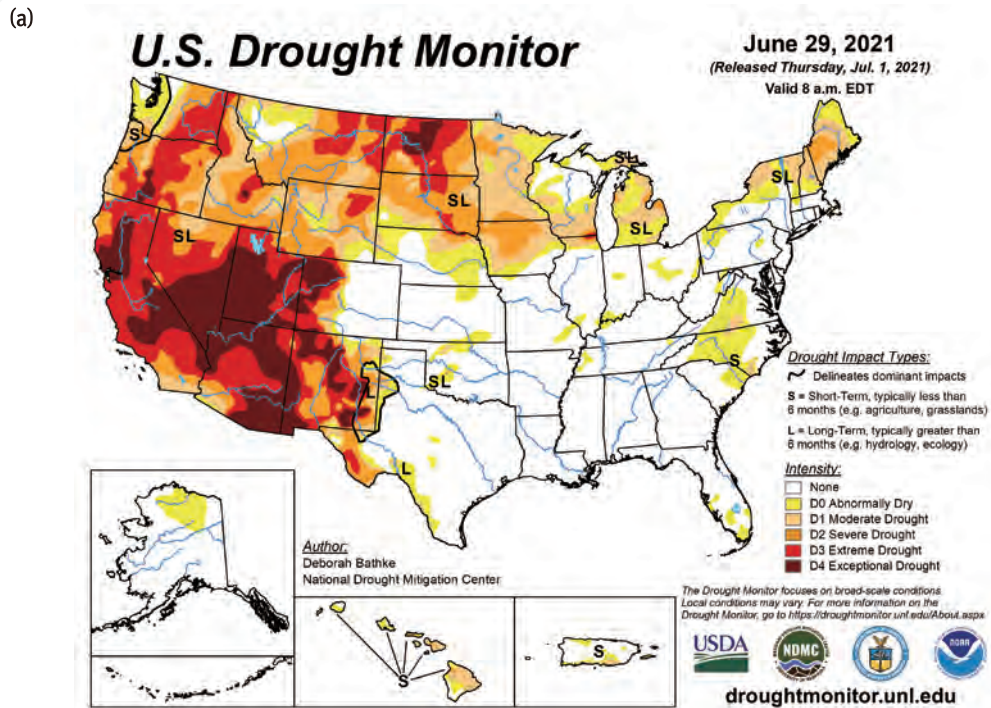 (a)
U.S. Drought Monitor
June 29, 2021
(Released Thursday, Jul. 1, 2021)
Valid 8 a.m. EDT
S
SL
SL
SL
SL
SL
S
SL
L
L
Drought Impact Types:
Delineates dominant impacts
S = Short-Term, typically less than
6 months (e.g. agriculture, grasslands)
L = Long-Term, typically greater than
6 months (e.g. hydrology, ecology)
Intensity:
None
D0 Abnormally Dry
D1 Moderate Drought
D2 Severe Drought
D3 Extreme Drought
D4 Exceptional Drought
Author:
Deborah Bathke
National Drought Mitigation Center
S
S
The Drought Monitor focuses on broad-scale conditions.
Local conditions may vary. For more information on the
Drought Monitor, go to https://droughtmonitor.unl.edu/About.aspx
USDA
NDMC
NOAA
droughtmonitor.unl.edu